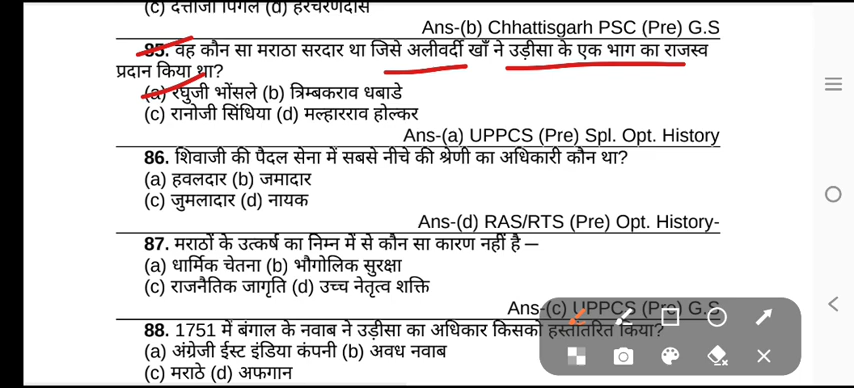 (c) दत्ताजी पिंगले (d) हरचरणदास
Ans-(b) Chhattisgarh PSC (Pre) G.S
85. वह कौन सा मराठा सरदार था जिसे अलीवर्दी खाँ ने उड़ीसा के एक भाग का राजस्व
प्रदान किया था?
(a) रघुजी भोंसले (b) त्रिम्बकराव धबाडे
(c) रानोजी सिंधिया (d) मल्हारराव होल्कर
Ans-(a) UPPCS (Pre) Spl. Opt. History
86. शिवाजी की पैदल सेना में सबसे नीचे की श्रेणी का अधिकारी कौन था?
(a) हवलदार (b) जमादार
(c) जुमलादार (d) नायक
Ans-(d) RAS/RTS (Pre) Opt. History-
87. मराठों के उत्कर्ष का निम्न में से कौन सा कारण नहीं है —
(a) धार्मिक चेतना (b) भौगोलिक सुरक्षा
(c) राजनैतिक जागृति (d) उच्च नेतृत्व शक्ति
Ans-(c) UPPCS (Pre) G.S
88. 1751 में बंगाल के नवाब ने उड़ीसा का अधिकार किसको हस्तांतरित किया?
(a) अंग्रेजी ईस्ट इंडिया कंपनी (b) अवध नवाब
(c) मराठे (d) अफगान